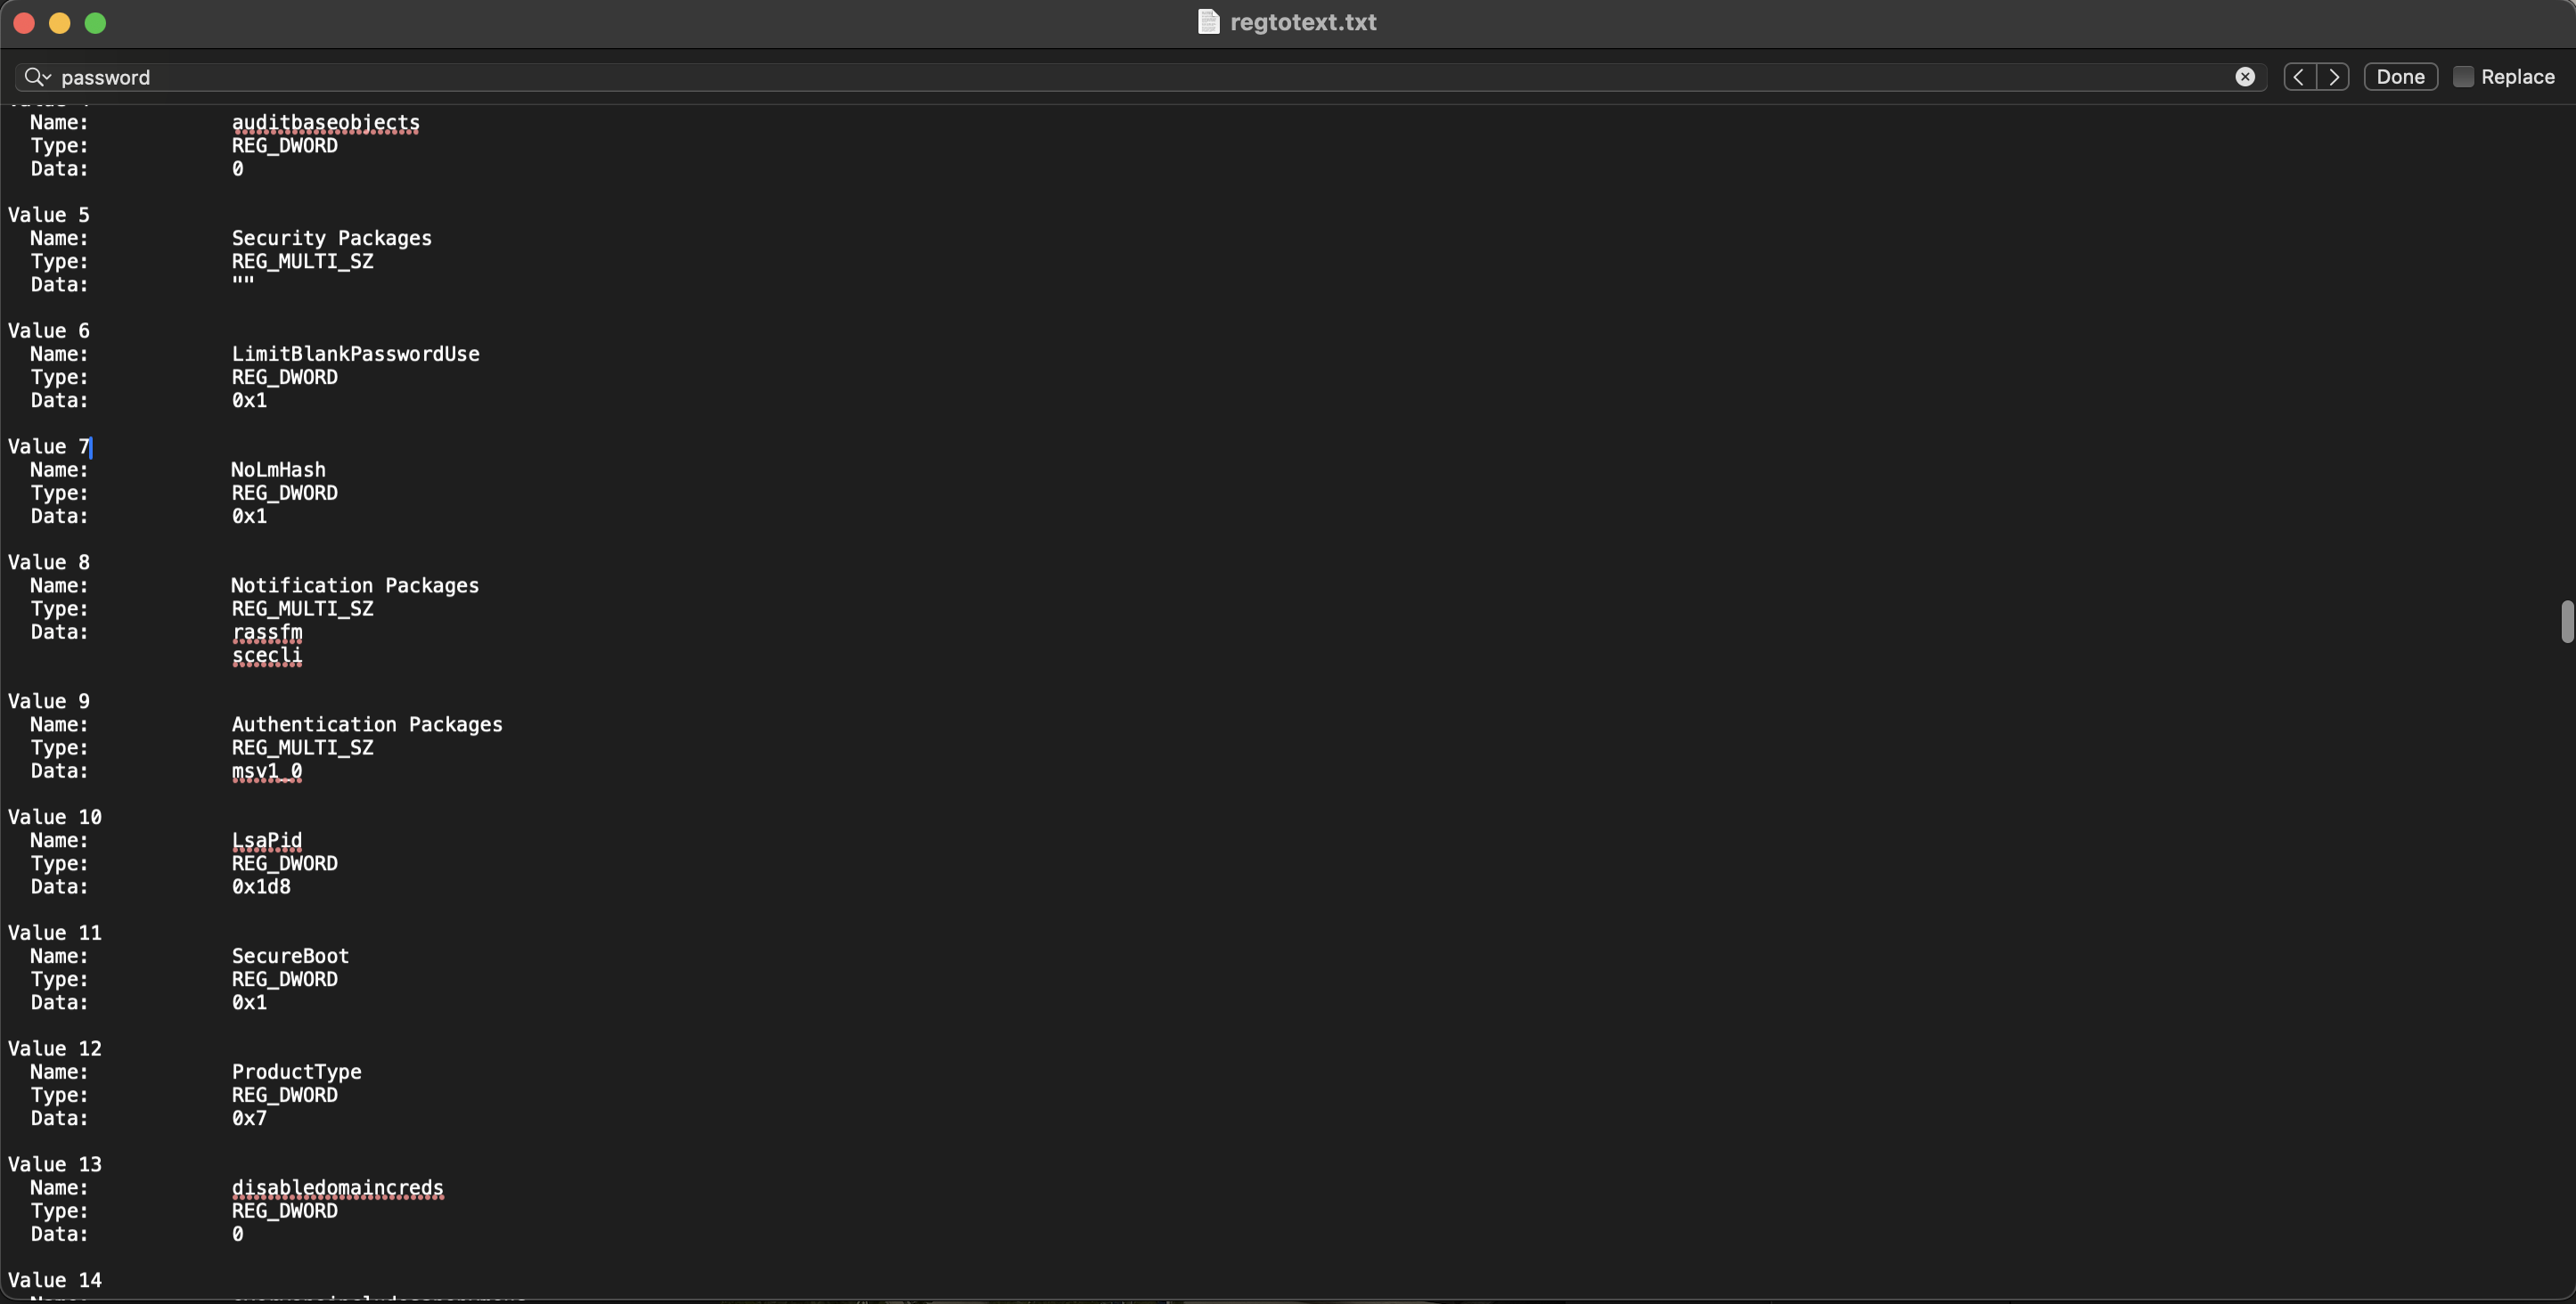 regtotext.txt
password
Done
Replace
Name: auditbaseobjects
Type: REG_DWORD
Data: 0
Value 5
Name: Security Packages
Type: REG_MULTI_SZ
Data: ""
Value 6
Name: LimitBlankPasswordUse
Type: REG_DWORD
Data: 0x1
Value 7
Name: NoLmHash
Type: REG_DWORD
Data: 0x1
Value 8
Name: Notification Packages
Type: REG_MULTI_SZ
Data: rassfm
scecli
Value 9
Name: Authentication Packages
Type: REG_MULTI_SZ
Data: msv1_0
Value 10
Name: LsaPid
Type: REG_DWORD
Data: 0x1d8
Value 11
Name: SecureBoot
Type: REG_DWORD
Data: 0x1
Value 12
Name: ProductType
Type: REG_DWORD
Data: 0x7
Value 13
Name: disabledomaincreds
Type: REG_DWORD
Data: 0
Value 14